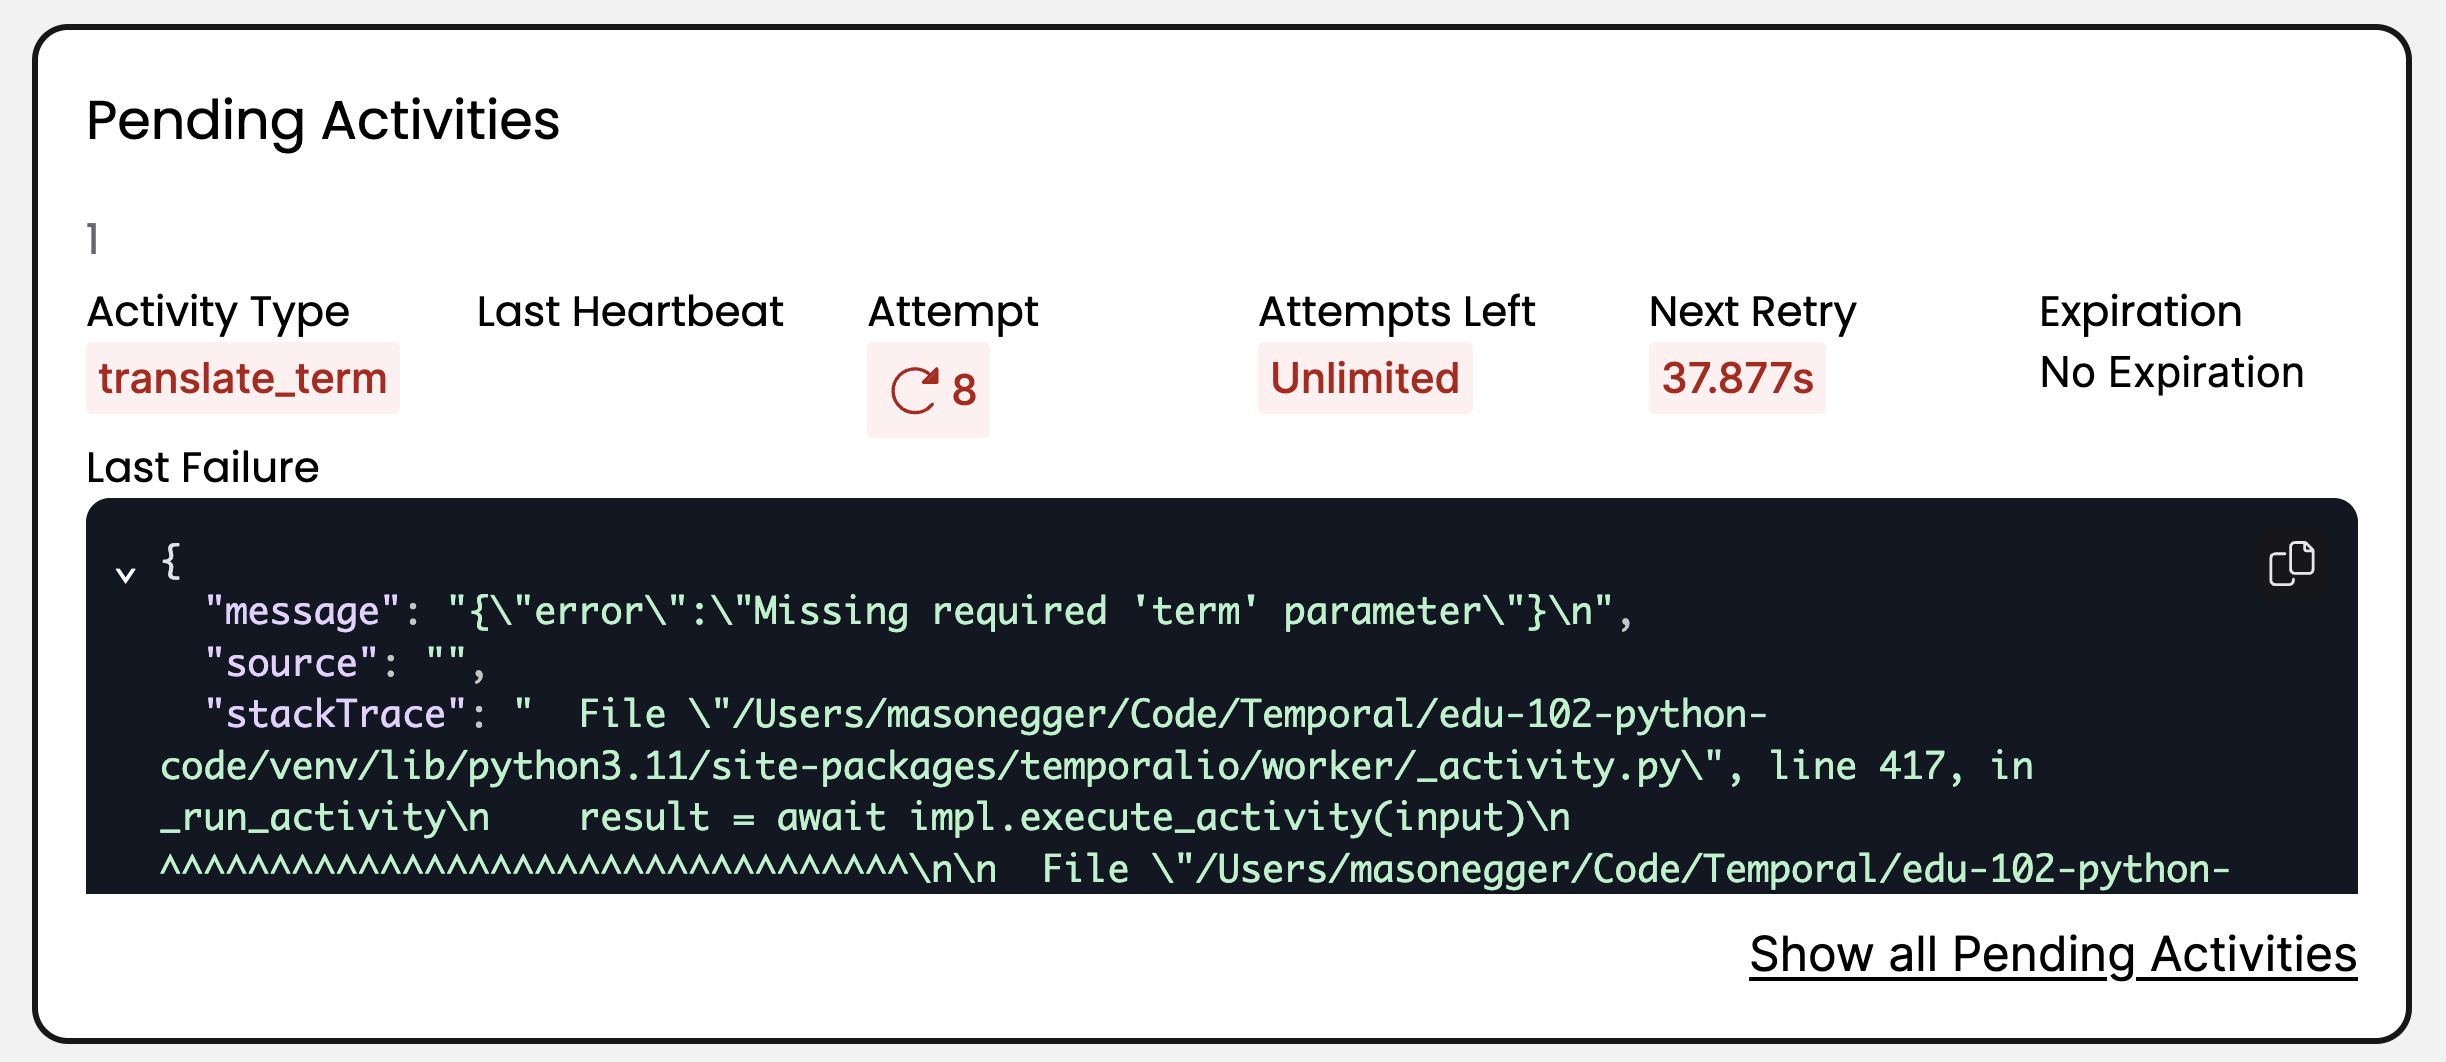 Pending Activities
1
Activity Type Last Heartbeat Attempt Attempts Left Next Retry Expiration
translate_term 8 Unlimited 37.877s No Expiration
Last Failure
{
"message": "{\"error\":\"Missing required 'term' parameter\"}\n",
"source": "",
"stackTrace": "  File \"/Users/masonegger/Code/Temporal/edu-102-python-
code/venv/lib/python3.11/site-packages/temporalio/worker/_activity.py\", line 417, in
_run_activity\n    result = await impl.execute_activity(input)\n
^^^^^^^^^^^^^^^^^^^^^^^^^^^^^^^^^^\n\n  File \"/Users/masonegger/Code/Temporal/edu-102-python-
Show all Pending Activities